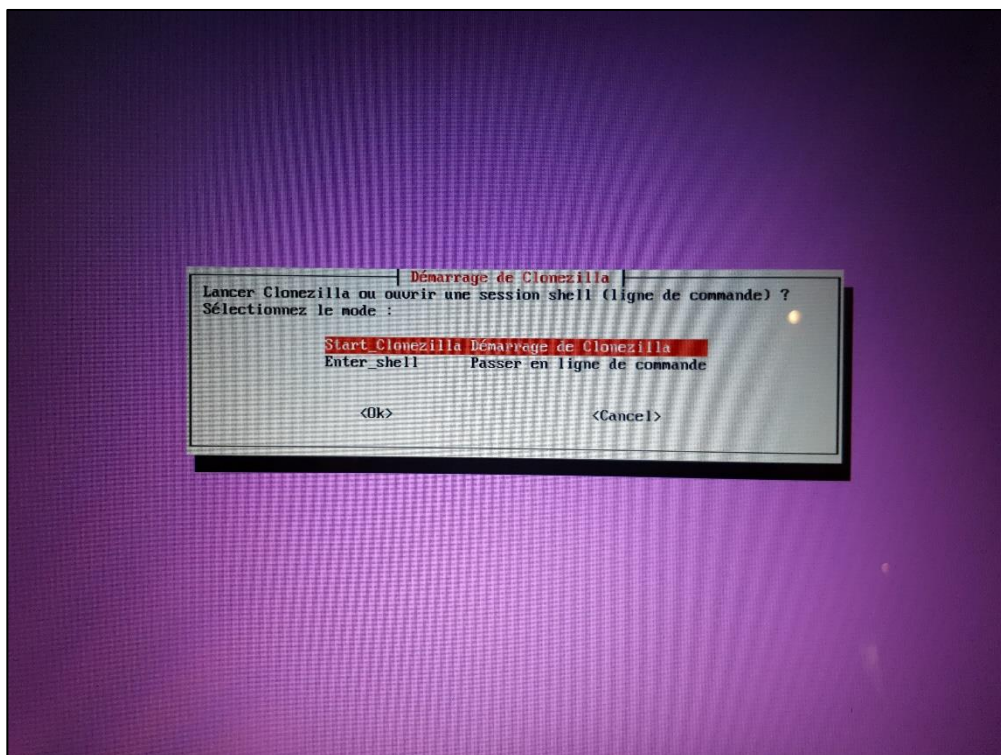 Démarrage de Clonezilla
Lancer Clonezilla ou ouvrir une session shell (ligne de commande) ?
Sélectionnez le mode :
Start_Clonezilla Démarrage de Clonezilla
Enter_shell Passer en ligne de commande
<Ok> <Cancel>